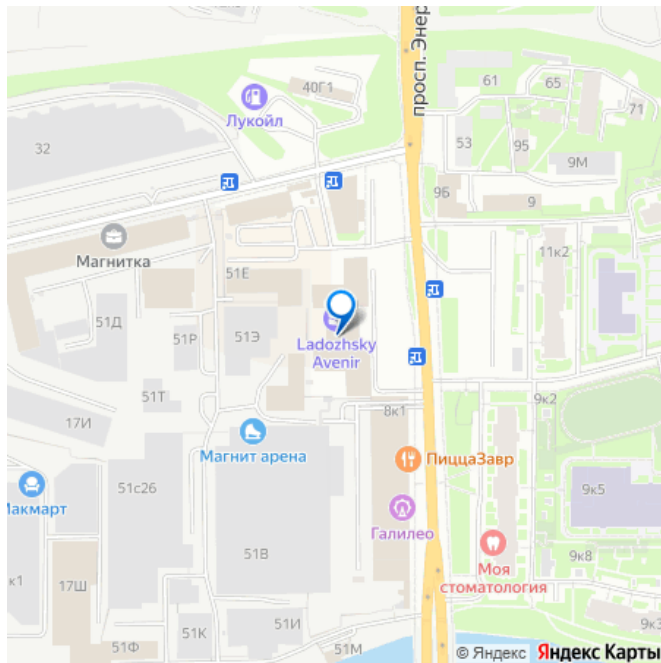 просп. Энер
40Г1
Лукойл
61
65
71
53
95
32
9М
9Б
9
Магнитка
51Е
11к2
51Д
51Р
51Э
Ladozhsky
Avenir
51Т
9к2
8к1
17И
Магнит арена
ПиццаЗавр
51с26
Макмарт
9к5
Галилео
51В
Моя
стоматология
9к8
к1
17Ш
51К
51И
9к3
51Ф
51М
© Яндекс Яндекс Карты